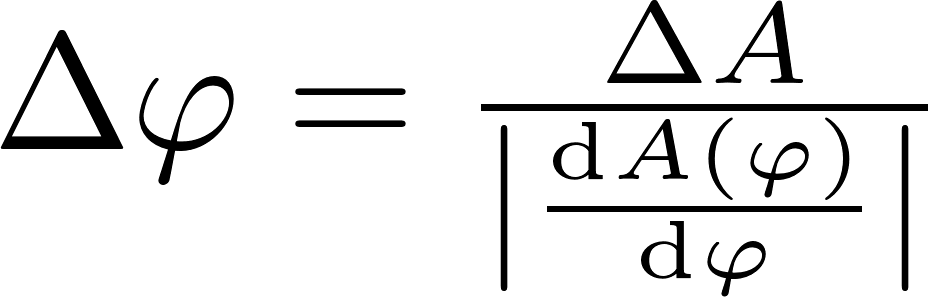 Δφ = ΔA / |dA(φ)/dφ|